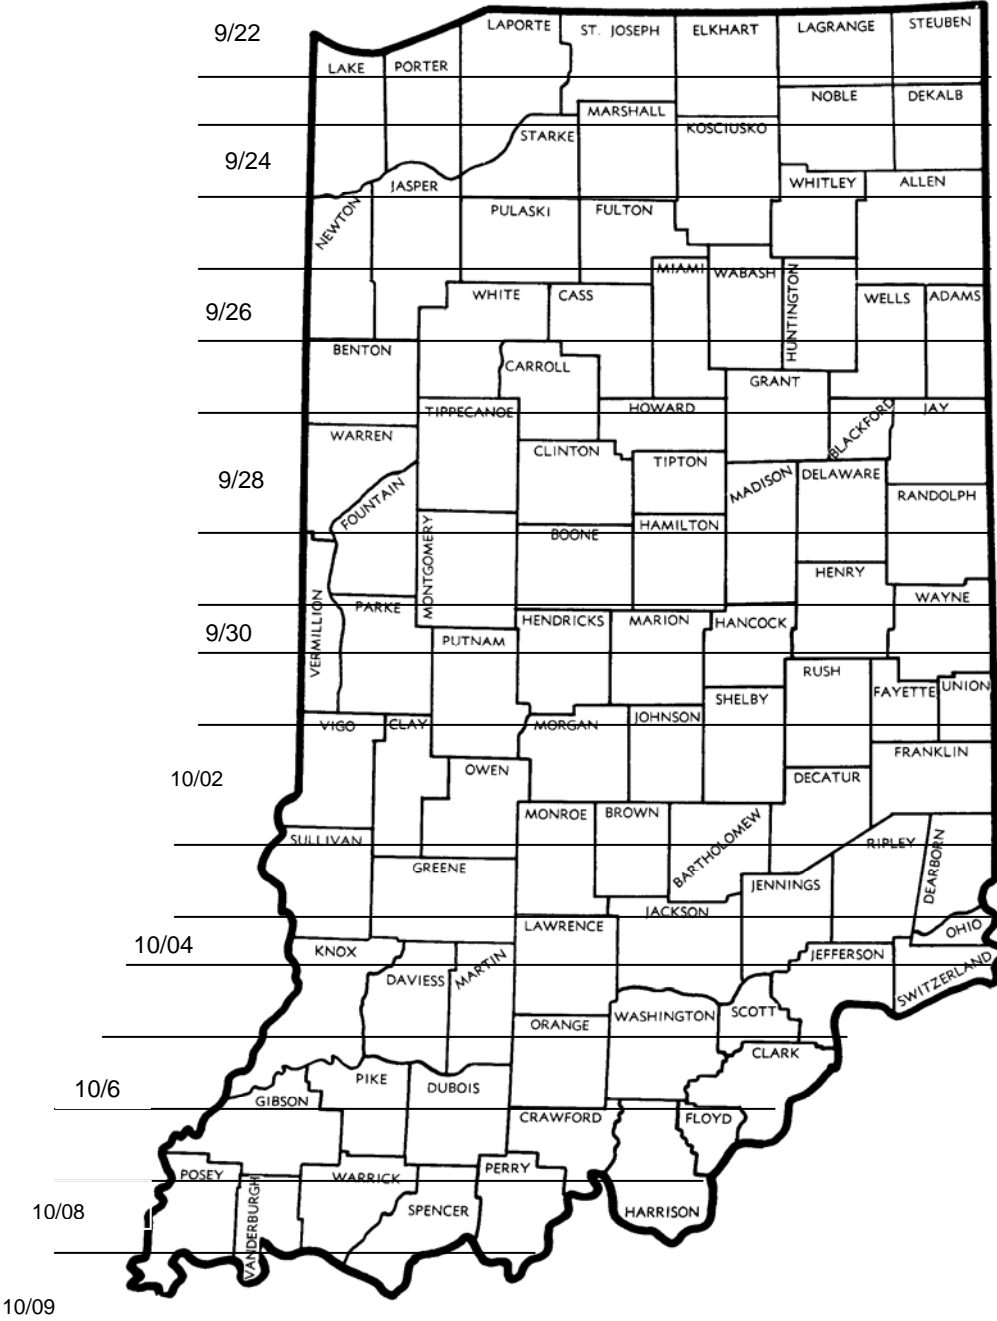 9/22
LAPORTE
ST. JOSEPH
ELKHART
LAGRANGE
STEUBEN
LAKE
PORTER
NOBLE
DEKALB
MARSHALL
KOSCIUSKO
STARKE
9/24
JASPER
WHITLEY
ALLEN
NEWTON
PULASKI
FULTON
MIAMI
WABASH
HUNTINGTON
WHITE
CASS
WELLS
ADAMS
9/26
BENTON
CARROLL
GRANT
TIPPECANOE
HOWARD
BLACKFORD
JAY
WARREN
CLINTON
TIPTON
MADISON
DELAWARE
9/28
FOUNTAIN
RANDOLPH
MONTGOMERY
BOONE
HAMILTON
HENRY
VERMILLION
PARKE
WAYNE
9/30
PUTNAM
HENDRICKS
MARION
HANCOCK
RUSH
FAYETTE
UNION
SHELBY
VIGO
CLAY
MORGAN
JOHNSON
FRANKLIN
10/02
OWEN
DECATUR
MONROE
BROWN
BARTHOLOMEW
SULLIVAN
RIPLEY
DEARBORN
GREENE
JENNINGS
JACKSON
LAWRENCE
OHIO
10/04
KNOX
JEFFERSON
DAVIESS
MARTIN
SWITZERLAND
ORANGE
WASHINGTON
SCOTT
CLARK
10/6
PIKE
DUBOIS
GIBSON
CRAWFORD
FLOYD
POSEY
VANDERBURGH
WARRICK
PERRY
10/08
SPENCER
HARRISON
10/09